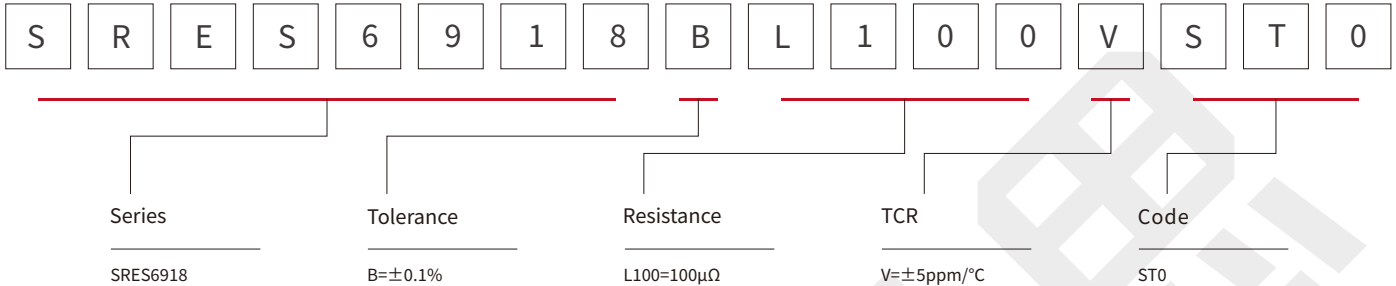 S R E S 6 9 1 8 B L 1 0 0 V S T 0
Series Tolerance Resistance TCR Code
SRES6918 B=±0.1% L100=100μΩ V=±5ppm/℃ ST0